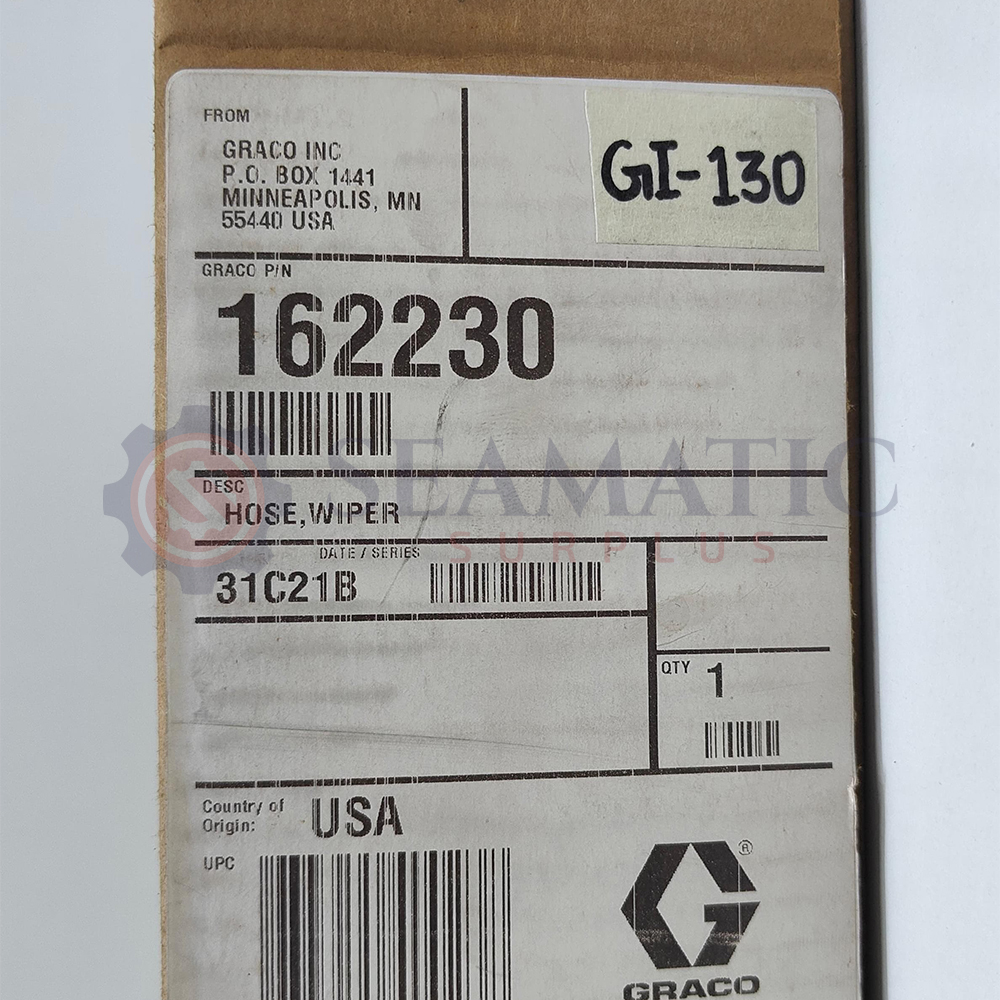 FROM
GRACO INC
P.O. BOX 1441
MINNEAPOLIS, MN
55440 USA
GI-130
GRACO P/N
162230
DESC
HOSE,WIPER
DATE / SERIES
31C21B
QTY 1
Country of
Origin: USA
UPC
GRACO
®
SEAMATIC
SURPLUS